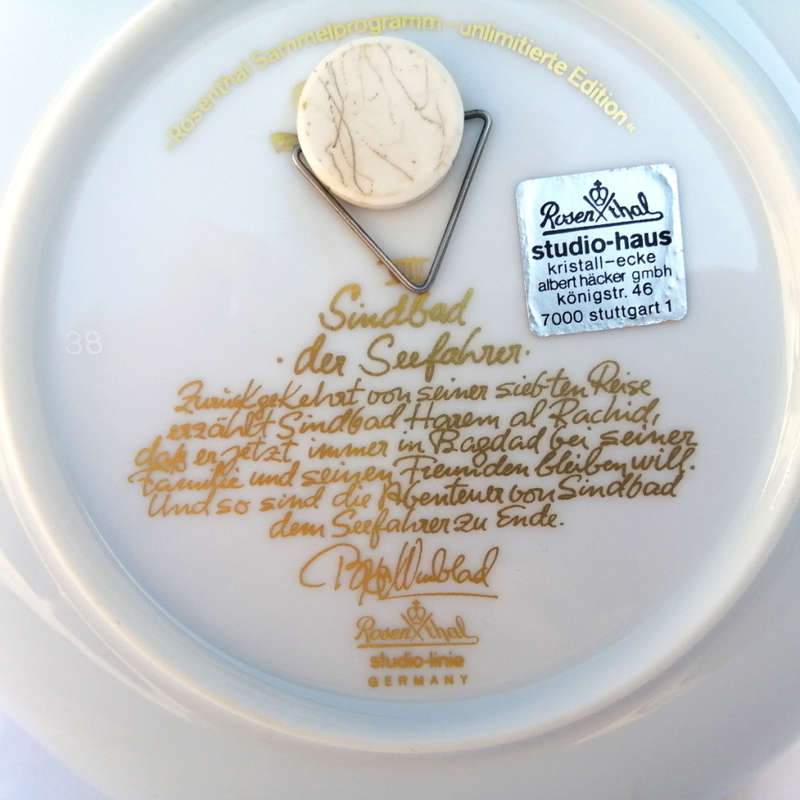 „Rosenthal Sammelprogramm - unlimitierte Edition“
Rosenthal
studio-haus
kristall-ecke
albert häcker gmbh
königstr. 46
7000 stuttgart 1
38
Sindbad
· der Seefahrer ·
Zurückgekehrt von seiner siebten Reise
erzählt Sindbad Harem al Rachid,
daß er jetzt immer in Bagdad bei seiner
Familie und seinen Freunden bleiben will.
Und so sind die Abenteuer von Sindbad
dem Seefahrer zu Ende.
Wiinblad
Rosenthal
studio-linie
GERMANY